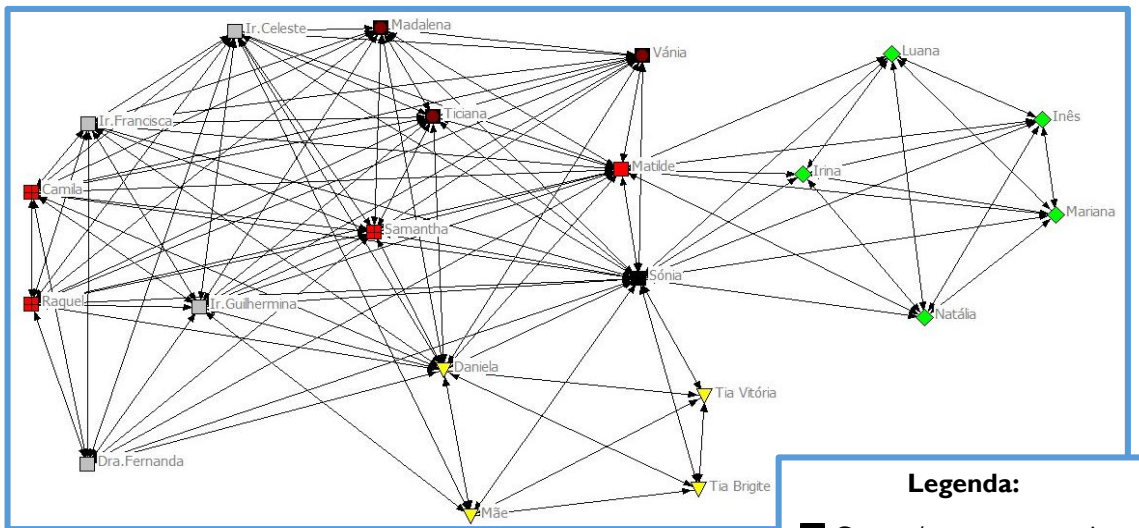 Ir.Celeste
Madalena
Vánia
Luana
Ir.Francisca
Ticiana
Inês
Matilde
Irina
Camila
Mariana
Samantha
Sónia
Raquel
Ir.Guilhermina
Natália
Daniela
Tia Vitória
Dra.Fernanda
Tia Brigite
Mãe
Legenda: